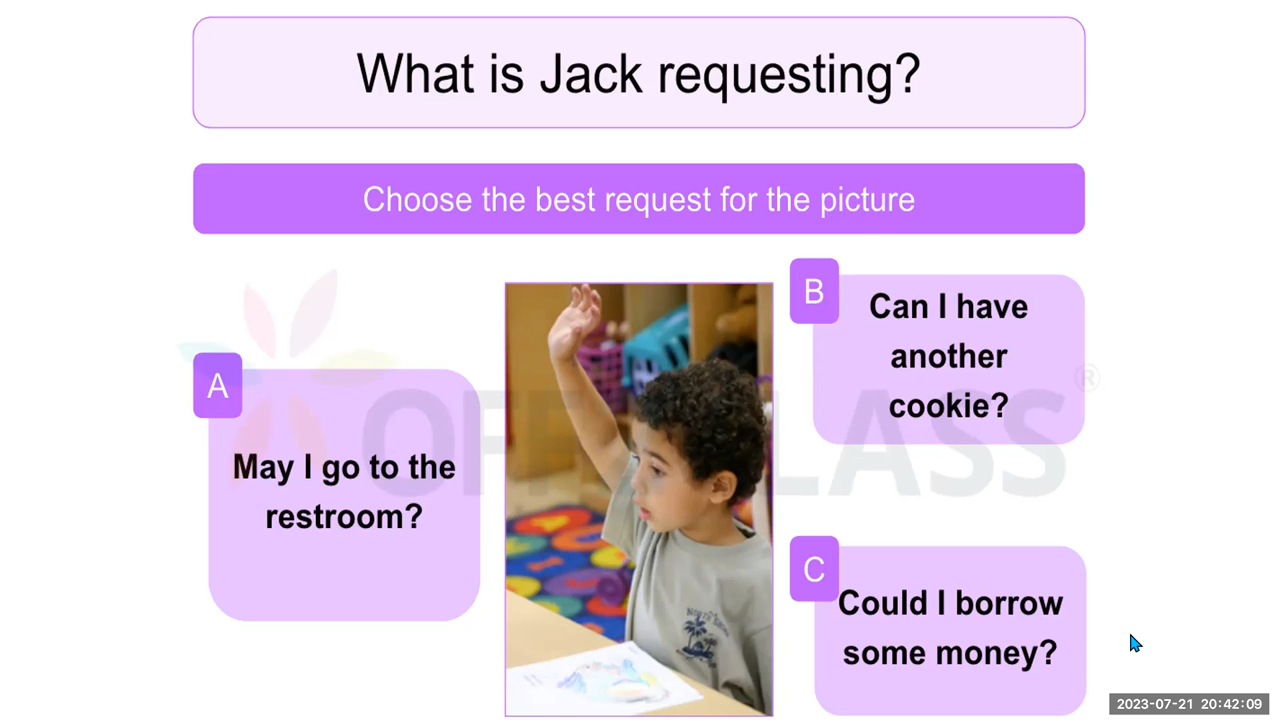 What is Jack requesting?
Choose the best request for the picture
A
May I go to the
restroom?
B
Can I have
another
cookie?
C
Could I borrow
some money?
OFF2CLASS®
2023-07-21 20:42:09